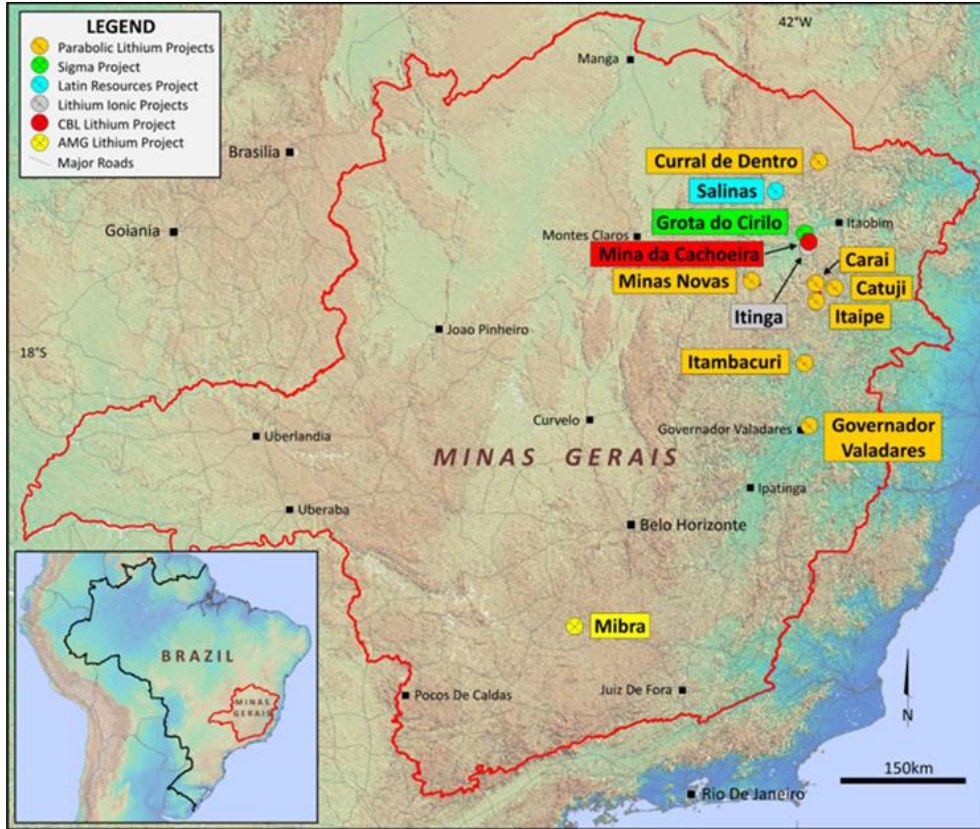 LEGEND
Parabolic Lithium Projects
Sigma Project
Latin Resources Project
Lithium Ionic Projects
CBL Lithium Project
AMG Lithium Project
Major Roads
42°W
Manga
Brasilia
Curral de Dentro
Salinas
Goiania
Grota do Cirilo
Itaobim
Montes Claros
Mina da Cachoeira
Carai
Minas Novas
Catuji
Itinga
Itaipe
Joao Pinheiro
18°S
Itambacuri
Curvelo
Governador Valadares
Governador
Valadares
Uberlandia
MINAS GERAIS
Ipatinga
Uberaba
Belo Horizonte
Mibra
BRAZIL
MINAS
GERAIS
Pocos De Caldas
Juiz De Fora
N
150km
Rio De Janeiro